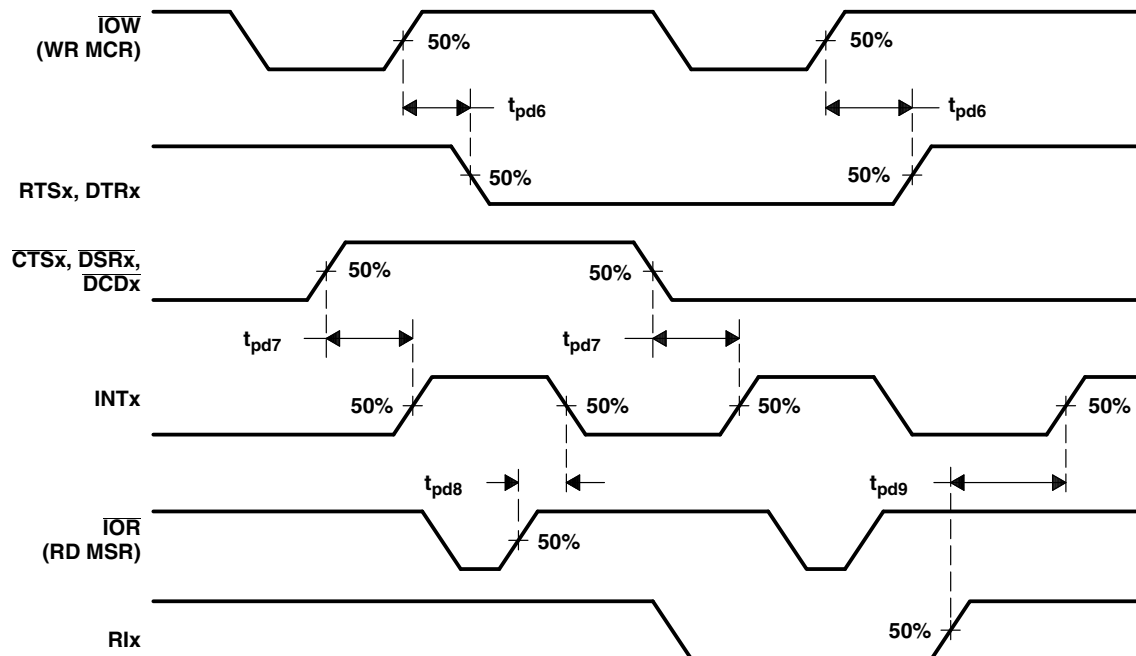 IOW
(WR MCR)
50%
50%
tpd6
tpd6
RTSx, DTRx
50%
50%
CTSx, DSRx,
DCDx
50%
50%
tpd7
tpd7
INTx
50%
50%
50%
50%
tpd8
tpd9
IOR
(RD MSR)
50%
RIx
50%